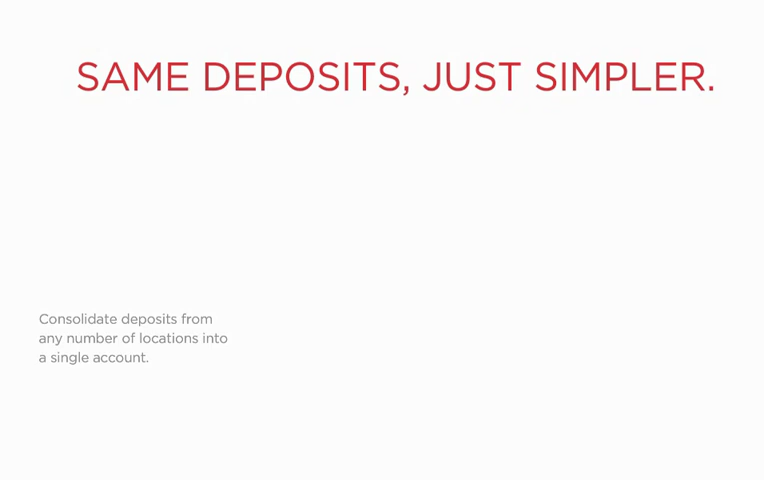 SAME DEPOSITS, JUST SIMPLER.
Consolidate deposits from
any number of locations into
a single account.